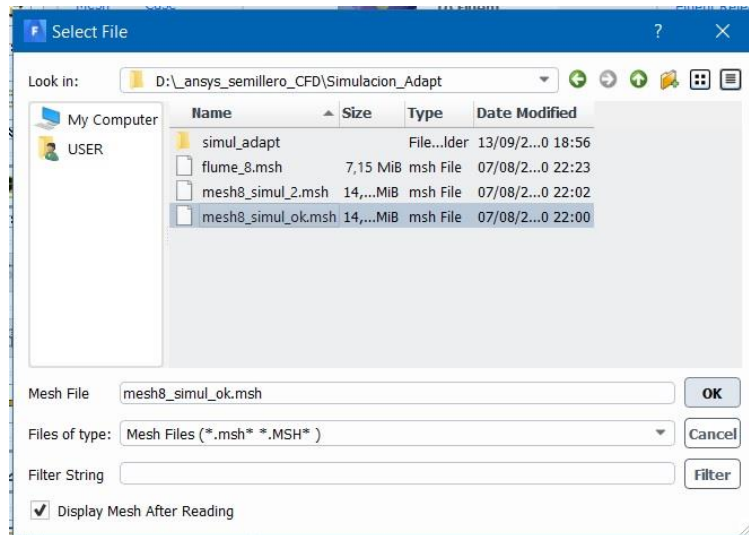 Select File ? X
Look in: D:\_ansys_semillero_CFD\Simulacion_Adapt
My Computer
USER
Name Size Type Date Modified
simul_adapt File...lder 13/09/2...0 18:56
flume_8.msh 7,15 MiB msh File 07/08/2...0 22:23
mesh8_simul_2.msh 14,...MiB msh File 07/08/2...0 22:02
mesh8_simul_ok.msh 14,...MiB msh File 07/08/2...0 22:00
Mesh File mesh8_simul_ok.msh OK
Files of type: Mesh Files (*.msh* *.MSH* ) Cancel
Filter String Filter
Display Mesh After Reading